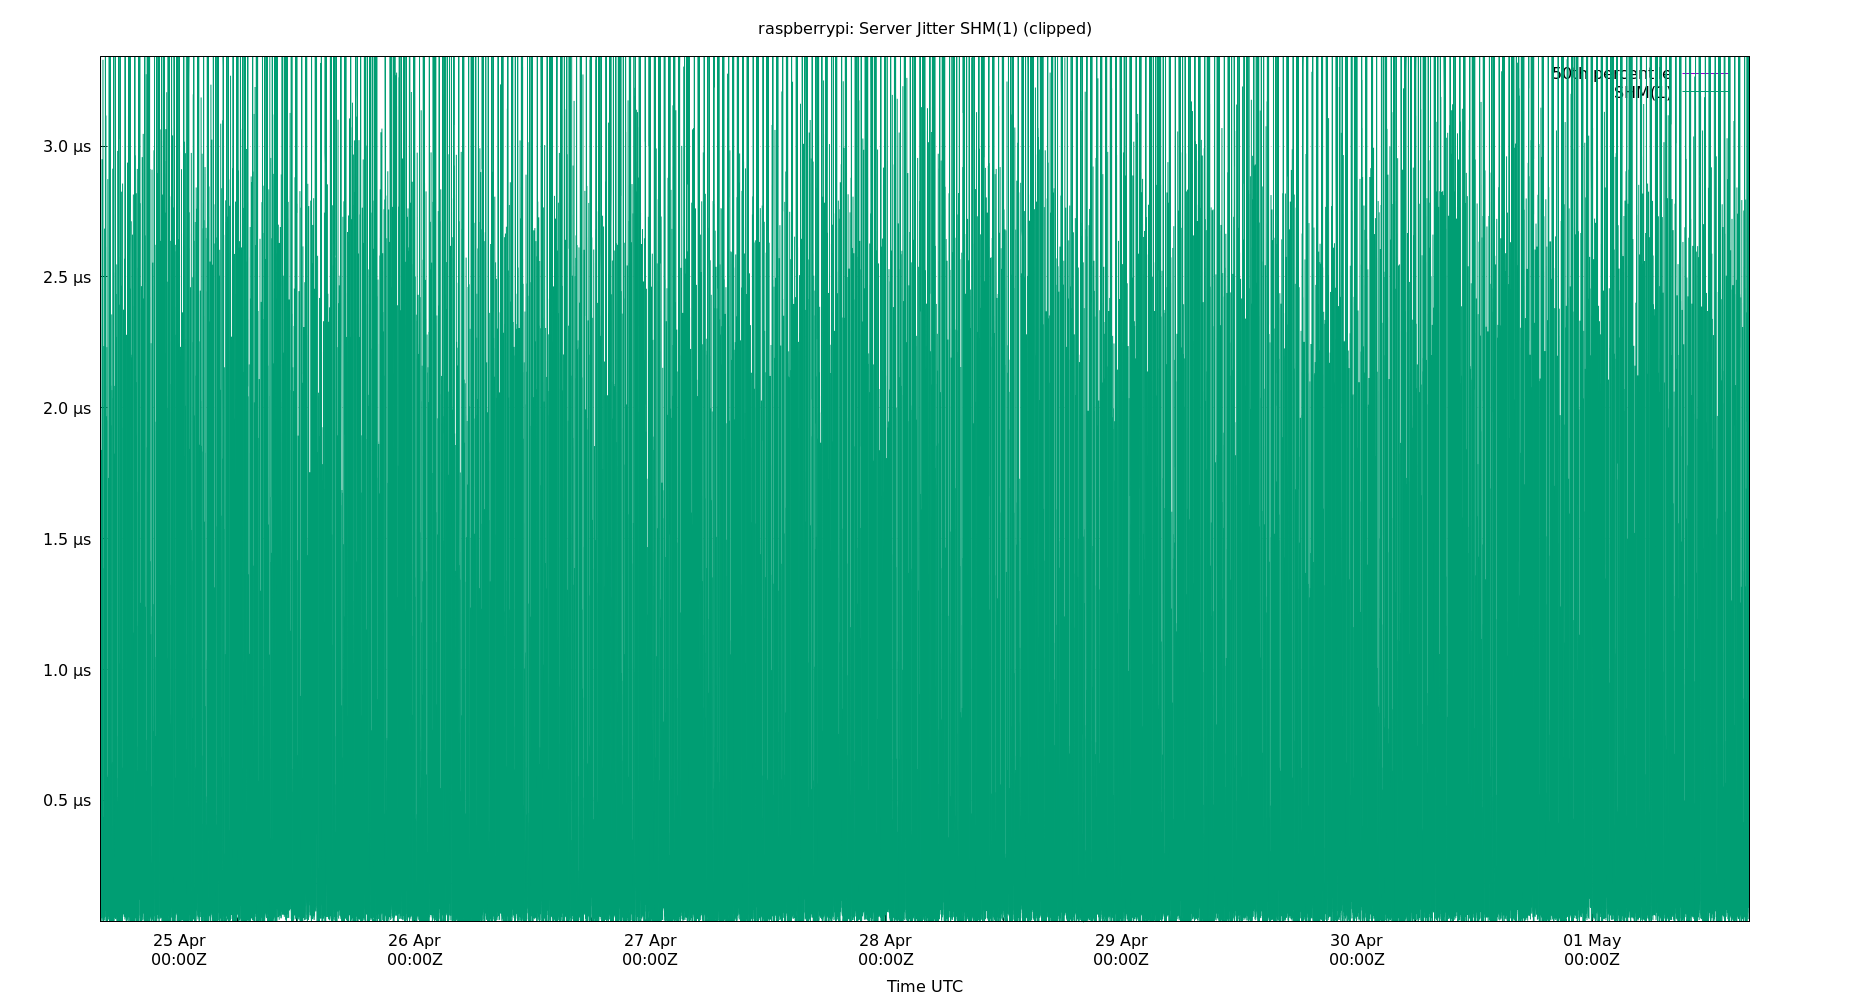 raspberrypi: Server Jitter SHM(1) (clipped)
50th percentile
SHM(1)
3.0 µs
2.5 µs
2.0 µs
1.5 µs
1.0 µs
0.5 µs
25 Apr 26 Apr 27 Apr 28 Apr 29 Apr 30 Apr 01 May
00:00Z 00:00Z 00:00Z 00:00Z 00:00Z 00:00Z 00:00Z
Time UTC